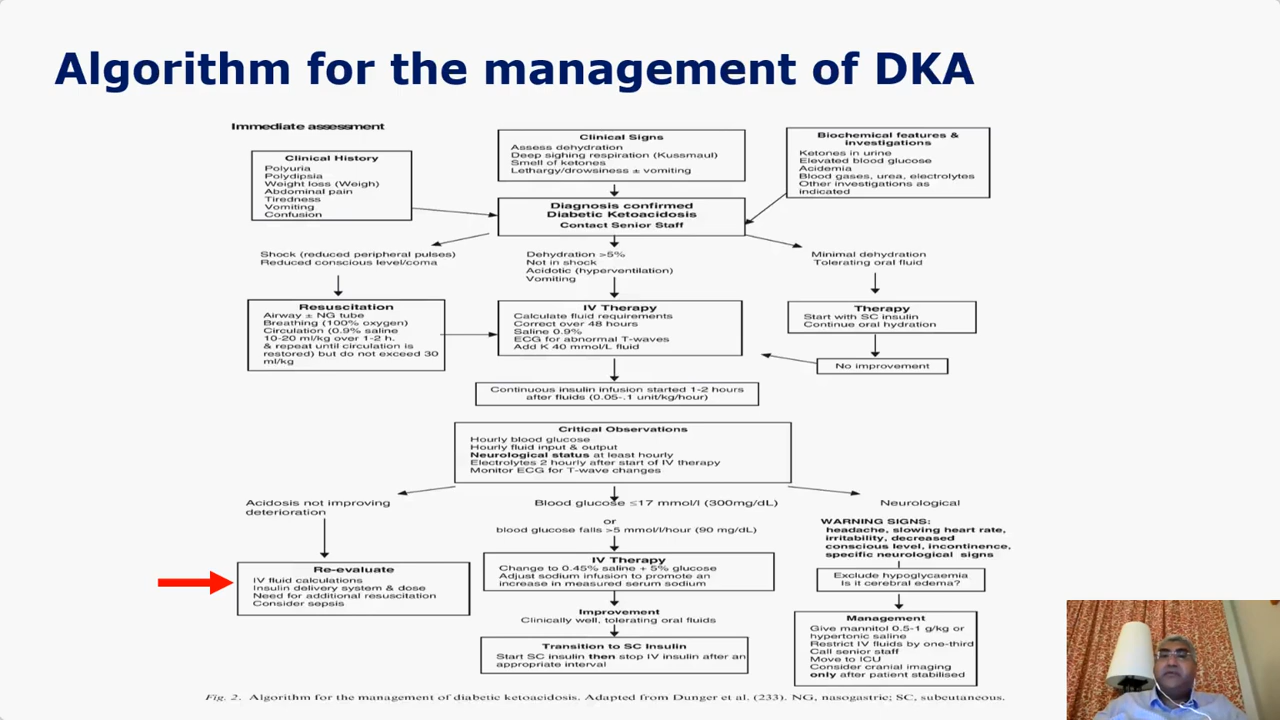 Algorithm for the management of DKA
Immediate assessment
Clinical History
Polyuria
Polydipsia
Weight loss (Weigh)
Abdominal pain
Tiredness
Vomiting
Confusion
Clinical Signs
Assess dehydration
Deep sighing respiration (Kussmaul)
Smell of ketones
Lethargy/drowsiness ± vomiting
Biochemical features &
investigations
Ketones in urine
Elevated blood glucose
Acidemia
Blood gases, urea, electrolytes
Other investigations as
indicated
Diagnosis confirmed
Diabetic Ketoacidosis
Contact Senior Staff
Shock (reduced peripheral pulses)
Reduced conscious level/coma
Dehydration >5%
Not in shock
Acidotic (hyperventilation)
Vomiting
Minimal dehydration
Tolerating oral fluid
Resuscitation
Airway ± NG tube
Breathing (100% oxygen)
Circulation (0.9% saline
10-20 ml/kg over 1-2 h.
& repeat until circulation is
restored) but do not exceed 30
ml/kg
IV Therapy
Calculate fluid requirements
Correct over 48 hours
Saline 0.9%
ECG for abnormal T-waves
Add K 40 mmol/L fluid
Therapy
Start with SC insulin
Continue oral hydration
No improvement
Continuous insulin infusion started 1-2 hours
after fluids (0.05-.1 unit/kg/hour)
Critical Observations
Hourly blood glucose
Hourly fluid input & output
Neurological status at least hourly
Electrolytes 2 hourly after start of IV therapy
Monitor ECG for T-wave changes
Acidosis not improving
deterioration
Blood glucose ≤17 mmol/l (300mg/dL)
or
blood glucose falls >5 mmol/l/hour (90 mg/dL)
Neurological
WARNING SIGNS:
headache, slowing heart rate,
irritability, decreased
conscious level, incontinence,
specific neurological signs
Re-evaluate
IV fluid calculations
Insulin delivery system & dose
Need for additional resuscitation
Consider sepsis
IV Therapy
Change to 0.45% saline + 5% glucose
Adjust sodium infusion to promote an
increase in measured serum sodium
Exclude hypoglycaemia
Is it cerebral edema?
Improvement
Clinically well, tolerating oral fluids
Transition to SC Insulin
Start SC insulin then stop IV insulin after an
appropriate interval
Management
Give mannitol 0.5-1 g/kg or
hypertonic saline
Restrict IV fluids by one-third
Call senior staff
Move to ICU
Consider cranial imaging
only after patient stabilised
Fig. 2. Algorithm for the management of diabetic ketoacidosis. Adapted from Dunger et al. (233). NG, nasogastric; SC, subcutaneous.